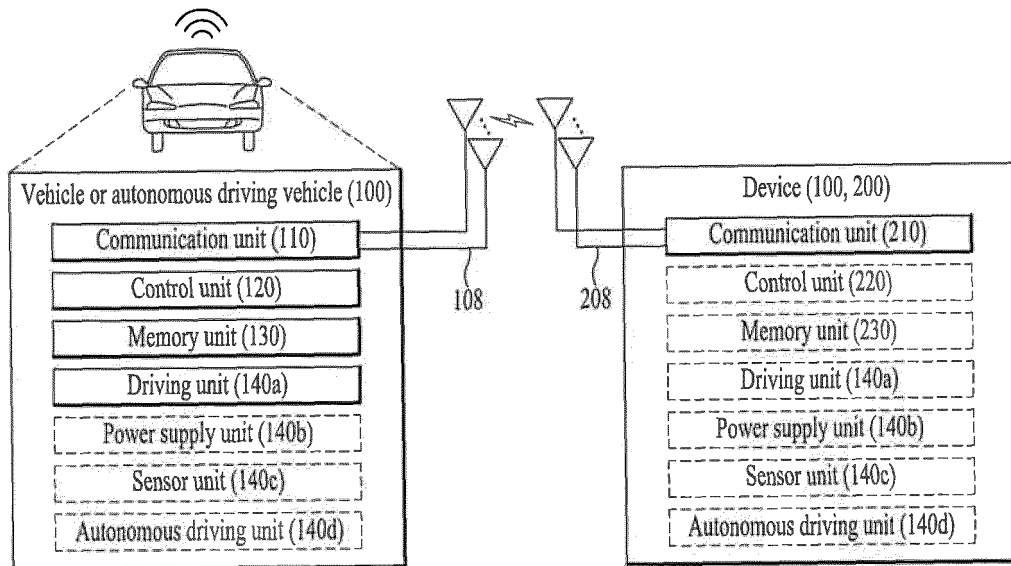 Vehicle or autonomous driving vehicle (100)
Communication unit (110)
Control unit (120)
Memory unit (130)
Driving unit (140a)
Power supply unit (140b)
Sensor unit (140c)
Autonomous driving unit (140d)
108
208
Device (100, 200)
Communication unit (210)
Control unit (220)
Memory unit (230)
Driving unit (140a)
Power supply unit (140b)
Sensor unit (140c)
Autonomous driving unit (140d)